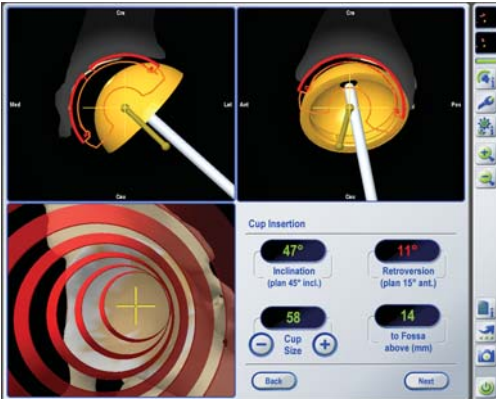 Cra
Med
Lat
Cau
Cra
Ant
Pos
Cau
Cup Insertion
47°
Inclination
(plan 45° incl.)
11°
Retroversion
(plan 15° ant.)
58
Cup
Size
14
to Fossa
above (mm)
Back
Next